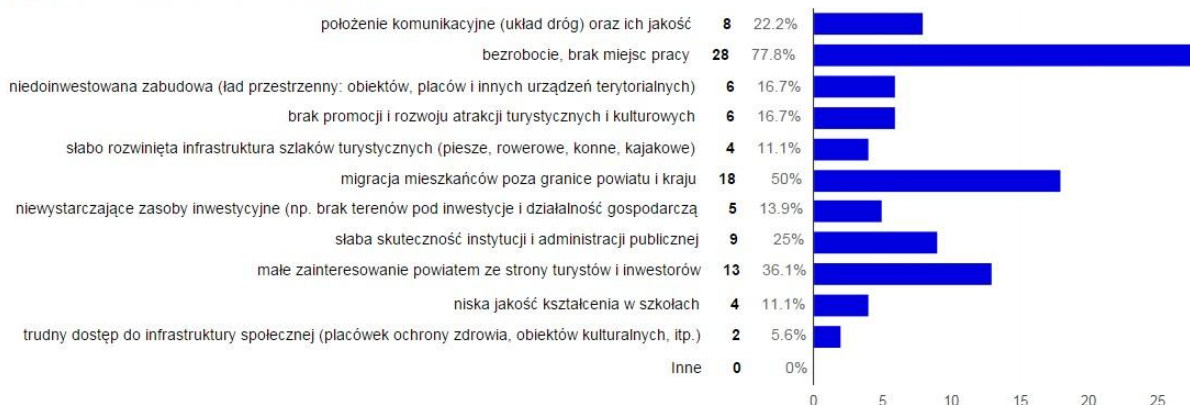 położenie komunikacyjne (układ dróg) oraz ich jakość 8 22.2%
bezrobocie, brak miejsc pracy 28 77.8%
niedoinwestowana zabudowa (ład przestrzenny: obiektów, placów i innych urządzeń terytorialnych) 6 16.7%
brak promocji i rozwoju atrakcji turystycznych i kulturowych 6 16.7%
słabo rozwinięta infrastruktura szlaków turystycznych (piesze, rowerowe, konne, kajakowe) 4 11.1%
migracja mieszkańców poza granice powiatu i kraju 18 50%
niewystarczające zasoby inwestycyjne (np. brak terenów pod inwestycje i działalność gospodarczą 5 13.9%
słaba skuteczność instytucji i administracji publicznej 9 25%
małe zainteresowanie powiatem ze strony turystów i inwestorów 13 36.1%
niska jakość kształcenia w szkołach 4 11.1%
trudny dostęp do infrastruktury społecznej (placówek ochrony zdrowia, obiektów kulturalnych, itp.) 2 5.6%
Inne 0 0%
0 5 10 15 20 25